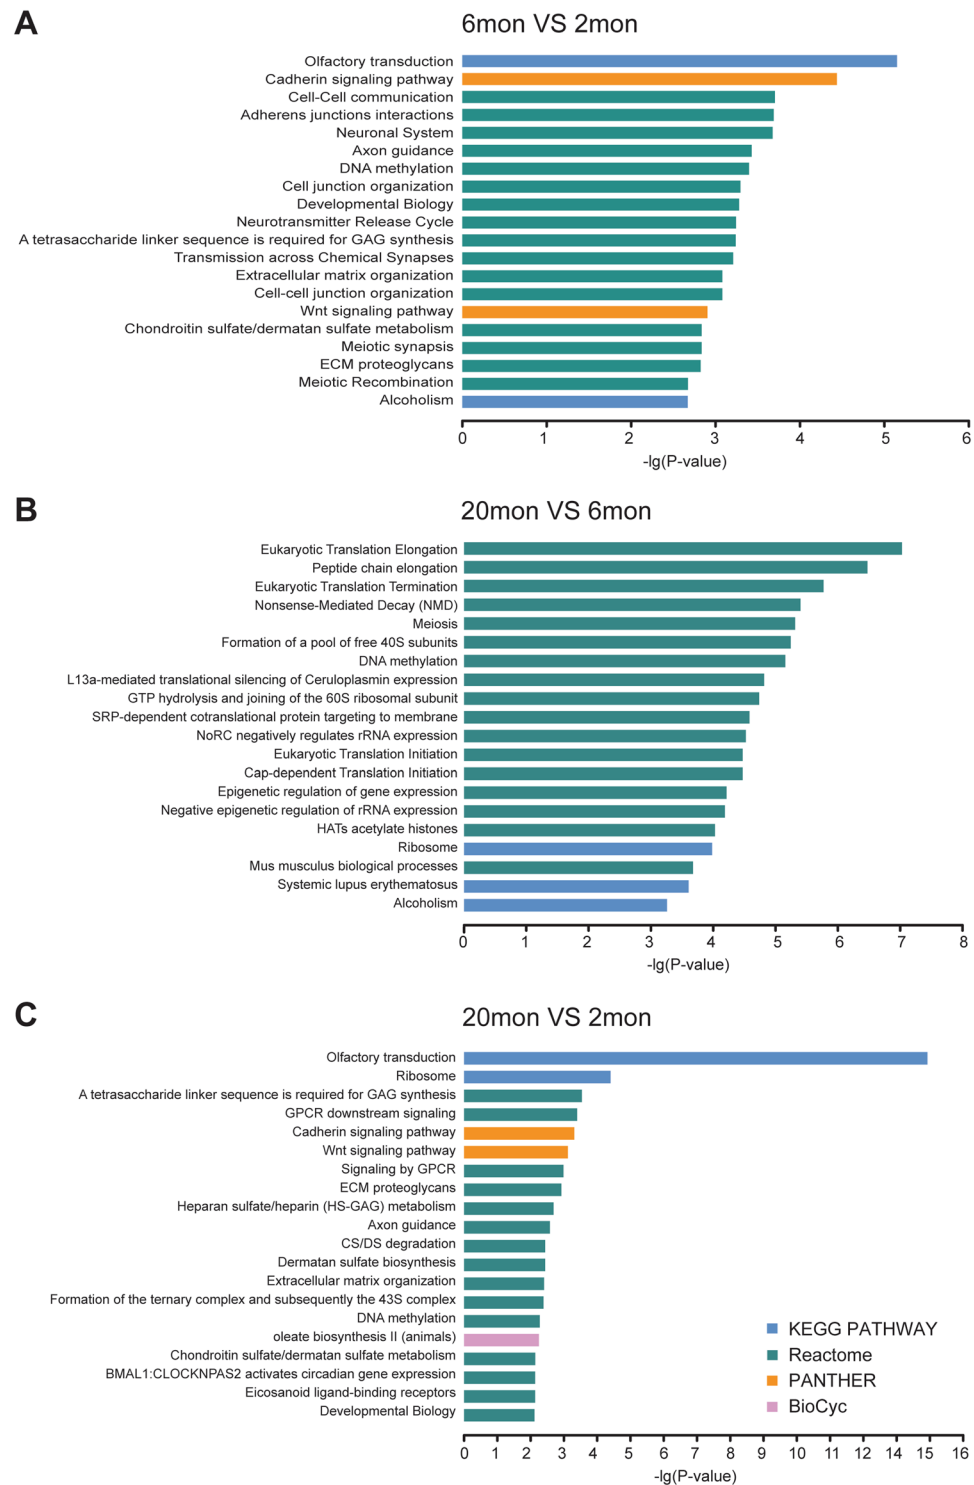 A
6mon VS 2mon
Olfactory transduction
Cadherin signaling pathway
Cell-Cell communication
Adherens junctions interactions
Neuronal System
Axon guidance
DNA methylation
Cell junction organization
Developmental Biology
Neurotransmitter Release Cycle
A tetrasaccharide linker sequence is required for GAG synthesis
Transmission across Chemical Synapses
Extracellular matrix organization
Cell-cell junction organization
Wnt signaling pathway
Chondroitin sulfate/dermatan sulfate metabolism
Meiotic synapsis
ECM proteoglycans
Meiotic Recombination
Alcoholism
0 1 2 3 4 5 6
-lg(P-value)
B
20mon VS 6mon
Eukaryotic Translation Elongation
Peptide chain elongation
Eukaryotic Translation Termination
Nonsense-Mediated Decay (NMD)
Meiosis
Formation of a pool of free 40S subunits
DNA methylation
L13a-mediated translational silencing of Ceruloplasmin expression
GTP hydrolysis and joining of the 60S ribosomal subunit
SRP-dependent cotranslational protein targeting to membrane
NoRC negatively regulates rRNA expression
Eukaryotic Translation Initiation
Cap-dependent Translation Initiation
Epigenetic regulation of gene expression
Negative epigenetic regulation of rRNA expression
HATs acetylate histones
Ribosome
Mus musculus biological processes
Systemic lupus erythematosus
Alcoholism
0 1 2 3 4 5 6 7 8
-lg(P-value)
C
20mon VS 2mon
Olfactory transduction
Ribosome
A tetrasaccharide linker sequence is required for GAG synthesis
GPCR downstream signaling
Cadherin signaling pathway
Wnt signaling pathway
Signaling by GPCR
ECM proteoglycans
Heparan sulfate/heparin (HS-GAG) metabolism
Axon guidance
CS/DS degradation
Dermatan sulfate biosynthesis
Extracellular matrix organization
Formation of the ternary complex and subsequently the 43S complex
DNA methylation
oleate biosynthesis II (animals)
Chondroitin sulfate/dermatan sulfate metabolism
BMAL1:CLOCKNPAS2 activates circadian gene expression
Eicosanoid ligand-binding receptors
Developmental Biology
KEGG PATHWAY
Reactome
PANTHER
BioCyc
0 1 2 3 4 5 6 7 8 9 10 11 12 13 14 15 16
-lg(P-value)